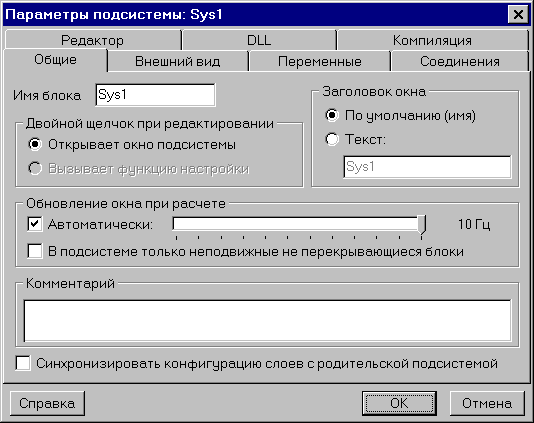 Параметры подсистемы: Sys1
Редактор DLL Компиляция
Общие Внешний вид Переменные Соединения
Имя блока Sys1
Заголовок окна
По умолчанию (имя)
Текст:
Sys1
Двойной щелчок при редактировании
Открывает окно подсистемы
Вызывает функцию настройки
Обновление окна при расчете
Автоматически: 10 Гц
В подсистеме только неподвижные не перекрывающиеся блоки
Комментарий
Синхронизировать конфигурацию слоев с родительской подсистемой
Справка OK Отмена